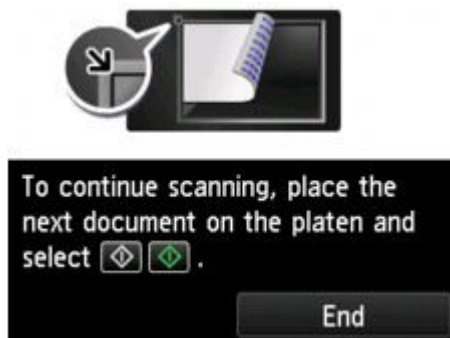 To continue scanning, place the
next document on the platen and
select .
End